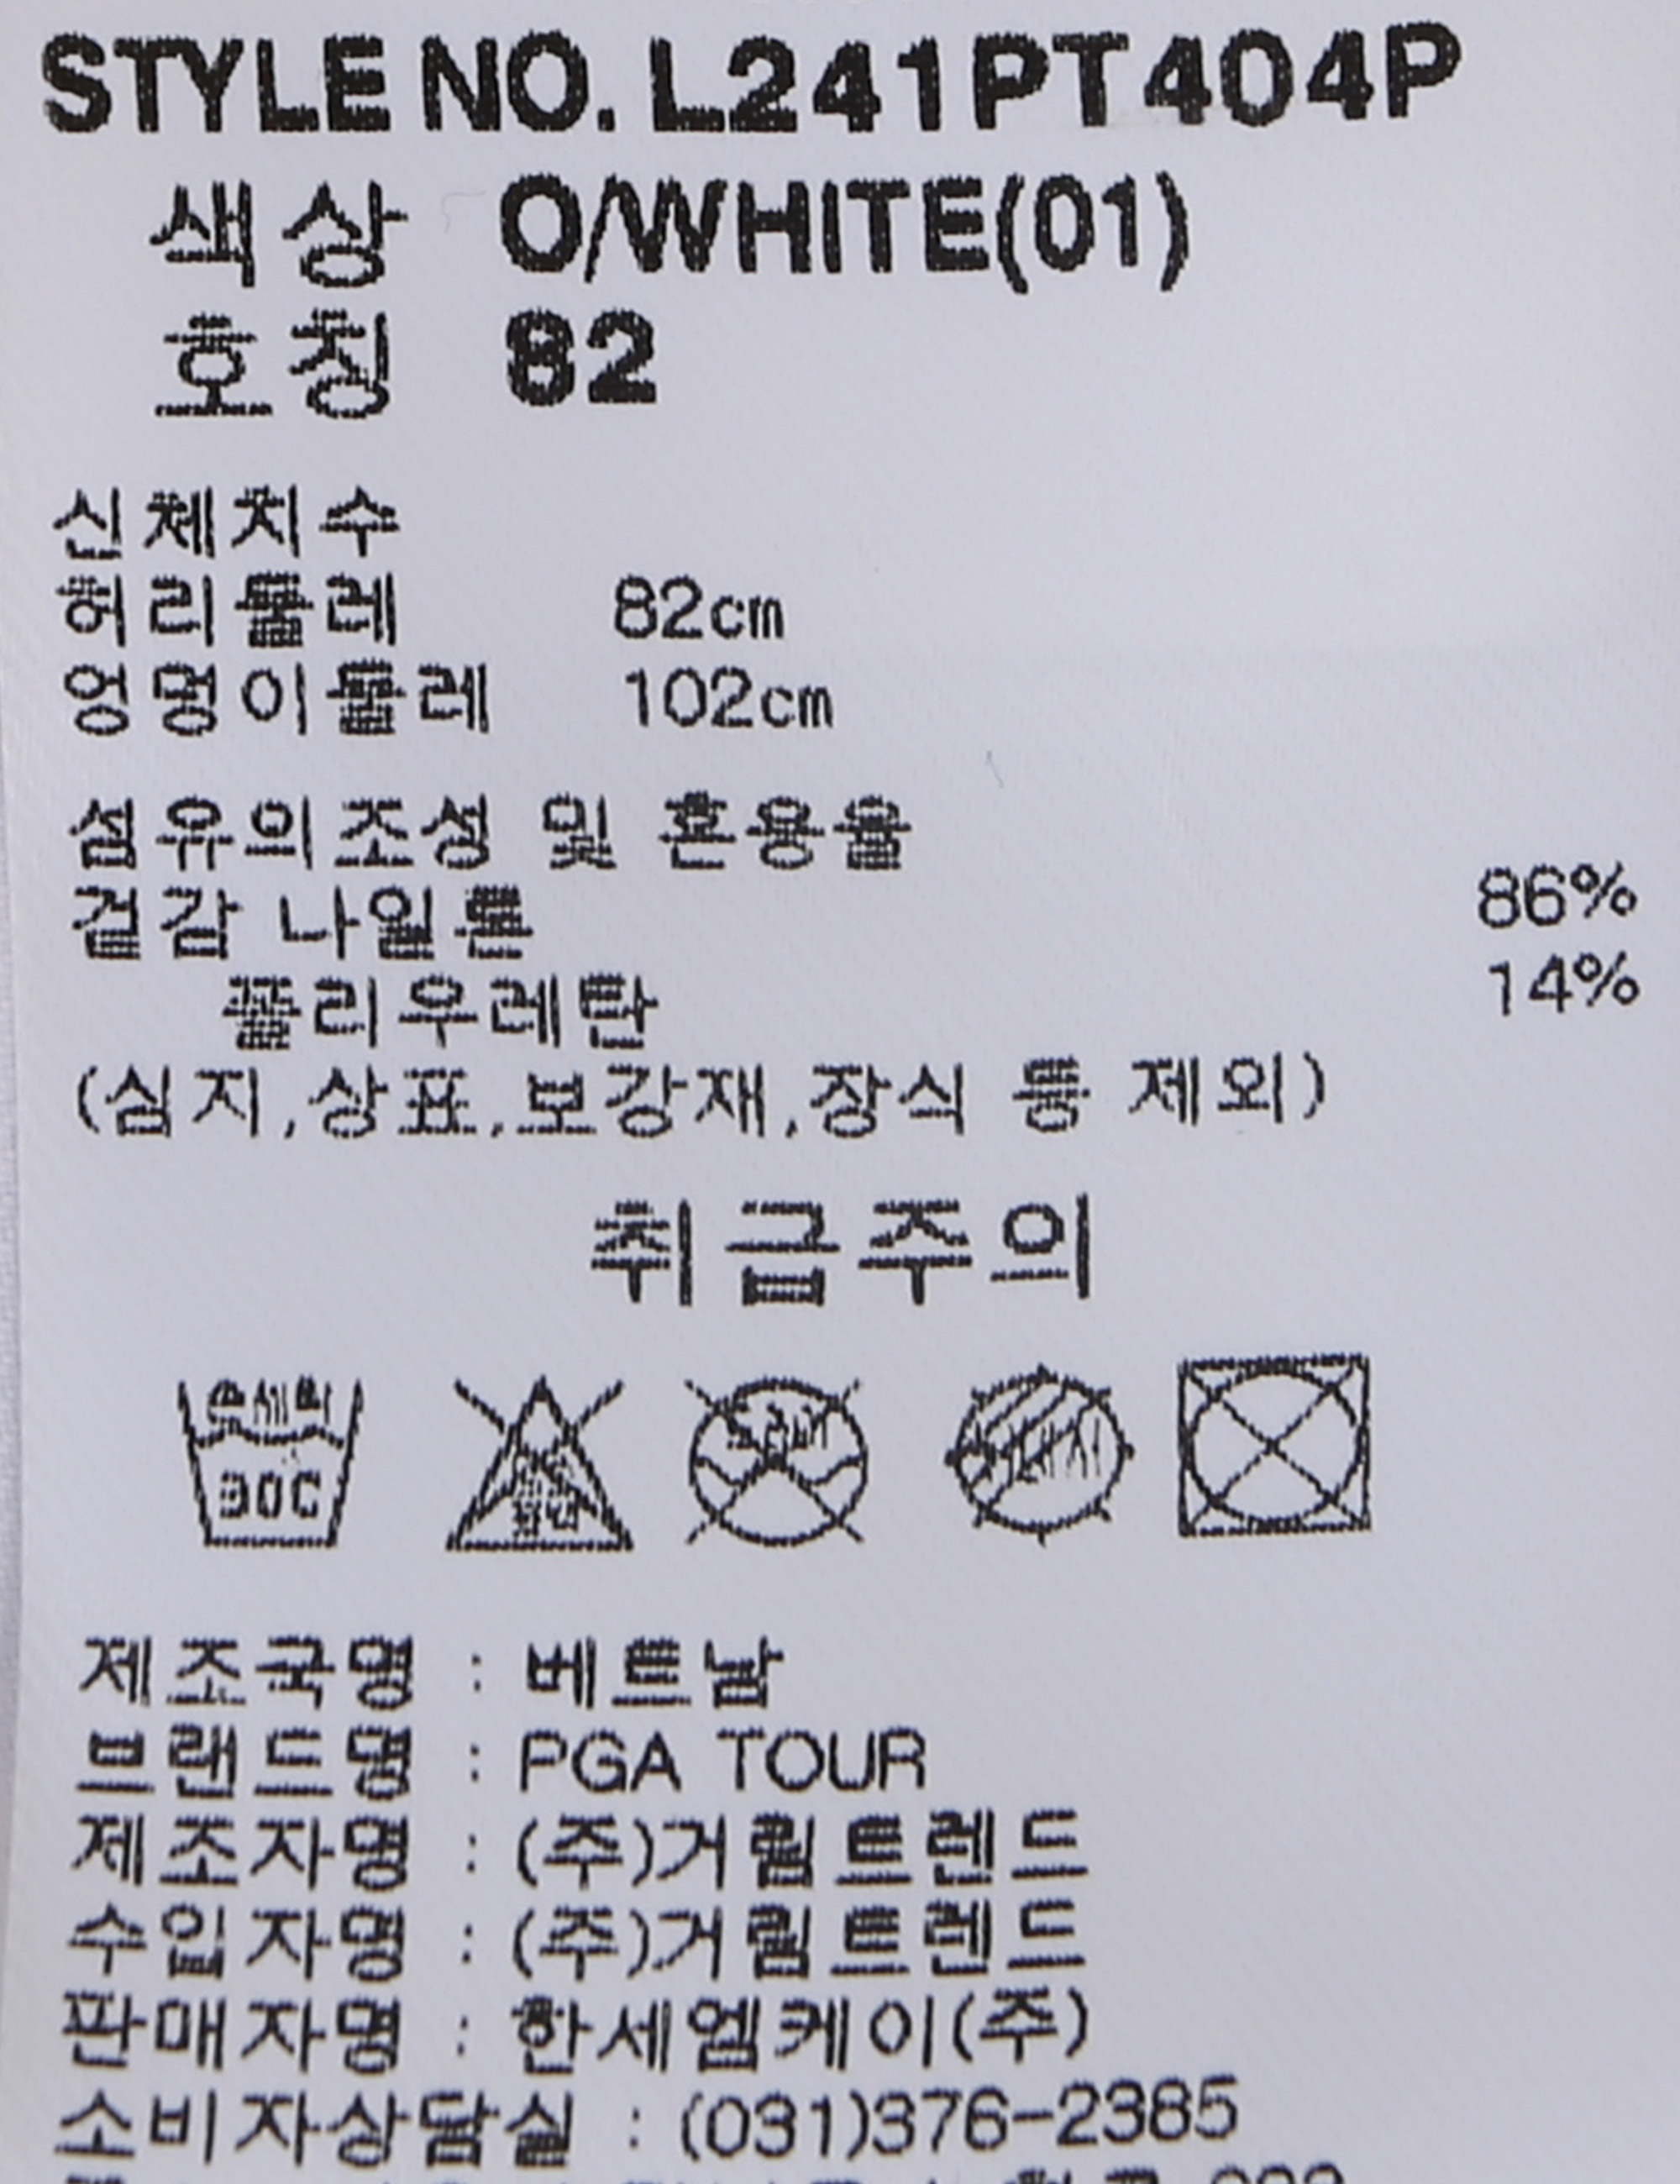 STYLE NO. L241PT404P
색상 O/WHITE(01)
호칭 82
신체치수
허리둘레 82cm
엉덩이둘레 102cm
섬유의조성 및 혼용율
겉감 나일론 86%
폴리우레탄 14%
(심지,상표,보강재,장식 등 제외)
취급주의
제조국명 : 베트남
브랜드명 : PGA TOUR
제조자명 : (주)거림트렌드
수입자명 : (주)거림트렌드
판매자명 : 한세엠케이(주)
소비자상담실 : (031)376-2385